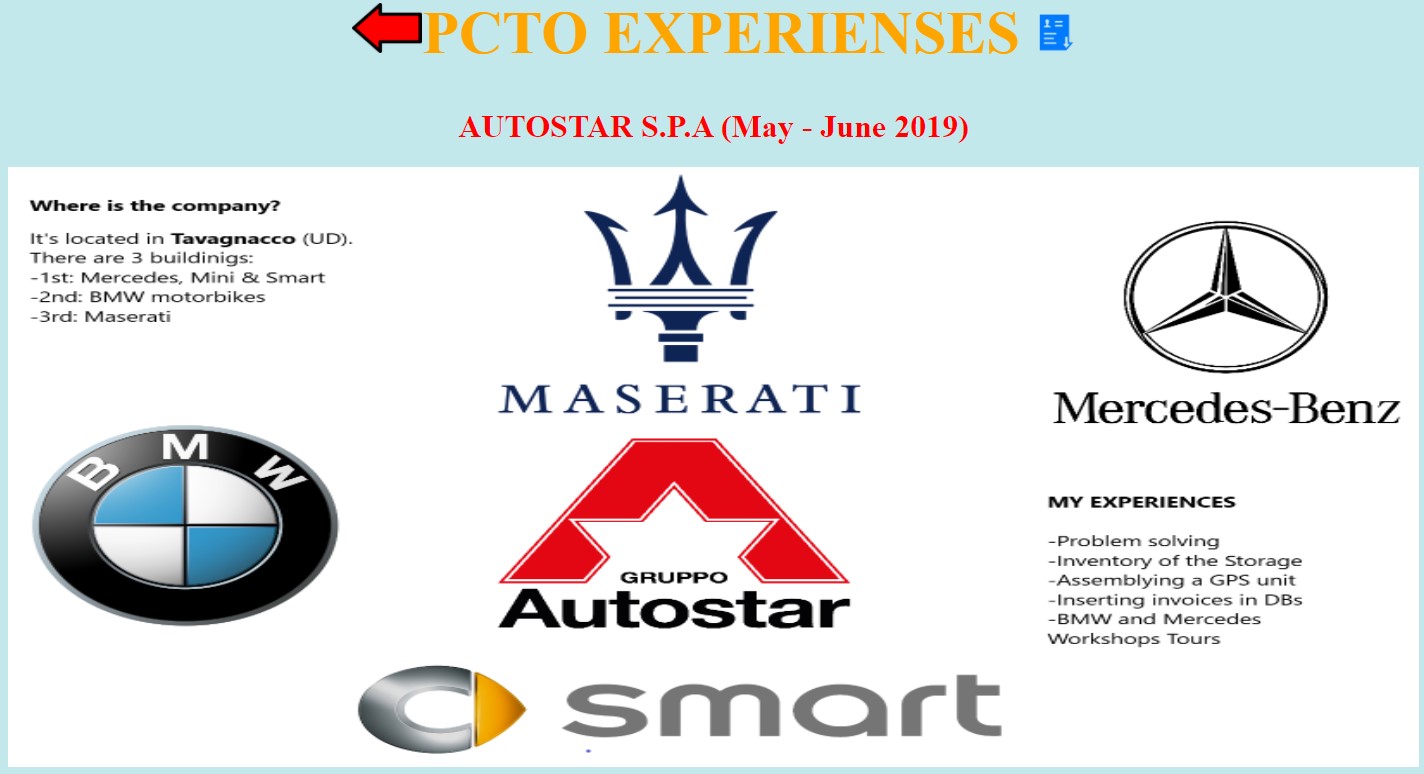 PCTO EXPERIENSES
AUTOSTAR S.P.A (May - June 2019)
Where is the company?
It's located in Tavagnacco (UD).
There are 3 buildinigs:
-1st: Mercedes, Mini & Smart
-2nd: BMW motorbikes
-3rd: Maserati
MASERATI
Mercedes-Benz
BMW
GRUPPO
Autostar
MY EXPERIENCES
-Problem solving
-Inventory of the Storage
-Assemblying a GPS unit
-Inserting invoices in DBs
-BMW and Mercedes
Workshops Tours
smart